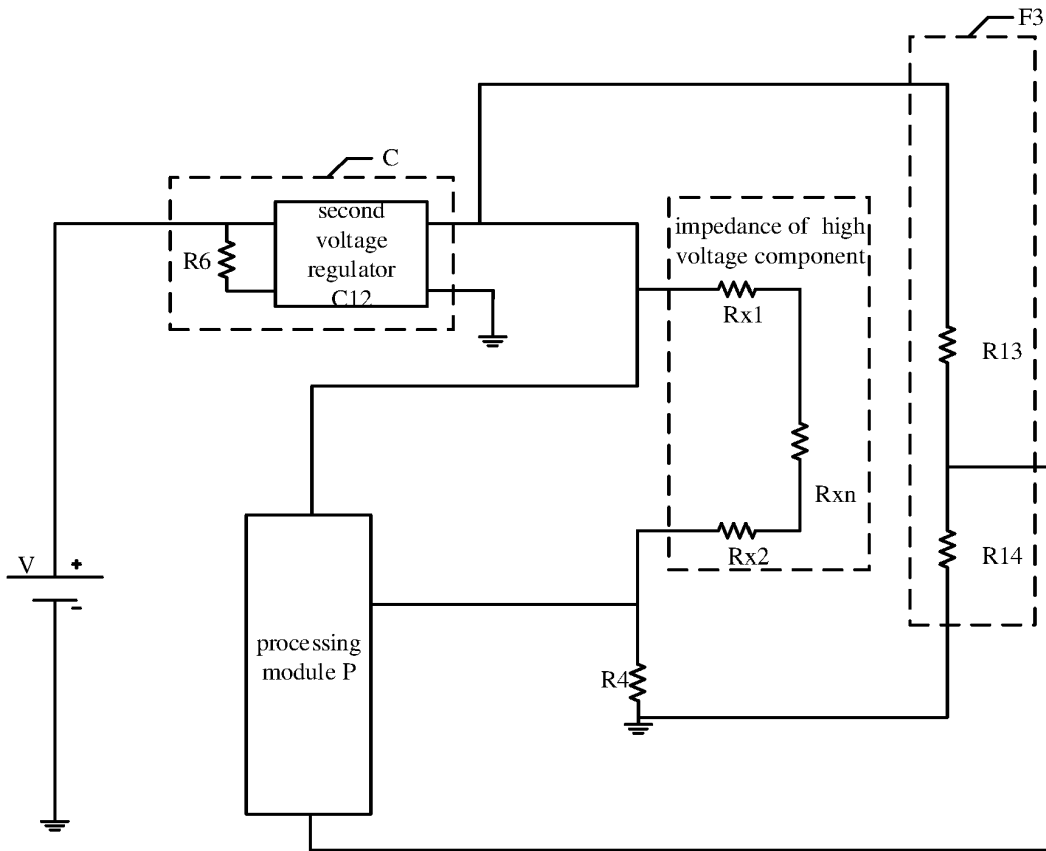 F3
C
second
voltage
regulator
C12
R6
impedance of high
voltage component
Rx1
R13
Rxn
Rx2
R14
V
+
-
processing
module P
R4